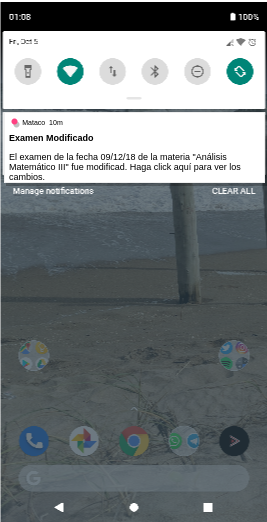 01:08
100%
Fri, Oct 5
Mataco 10m
Examen Modificado
El examen de la fecha 09/12/18 de la materia "Análisis
Matemático III" fue modificad. Haga click aquí para ver los
cambios.
Manage notifications
CLEAR ALL
G